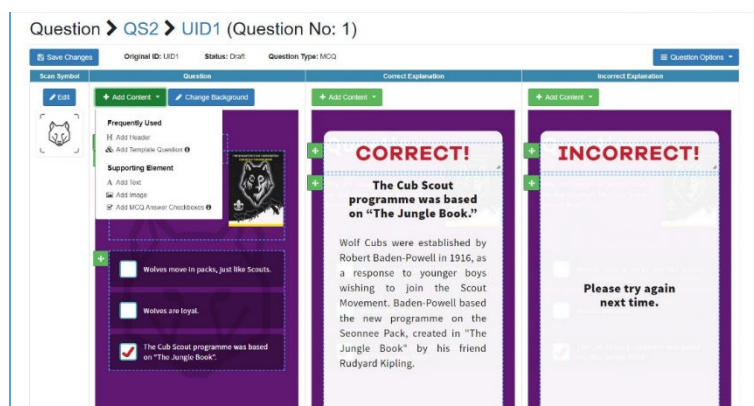 Question > QS2 > UID1 (Question No: 1)
Save Changes Original ID: UID1 Status: Draft Question Type: MCQ Question Options
Scan Symbol Question Correct Explanation Incorrect Explanation
Edit + Add Content Change Background + Add Content + Add Content
Frequently Used
H Add Header
Add Template Question
Supporting Element
A Add Text
Add Image
Add MCQ Answer Checkboxes
Wolves move in packs, just like Scouts.
Wolves are loyal.
The Cub Scout programme was based
on "The Jungle Book".
CORRECT!
The Cub Scout
programme was based
on “The Jungle Book.”
Wolf Cubs were established by
Robert Baden-Powell in 1916, as
a response to younger boys
wishing to join the Scout
Movement. Baden-Powell based
the new programme on the
Seonnee Pack, created in "The
Jungle Book" by his friend
Rudyard Kipling.
INCORRECT!
Please try again
next time.